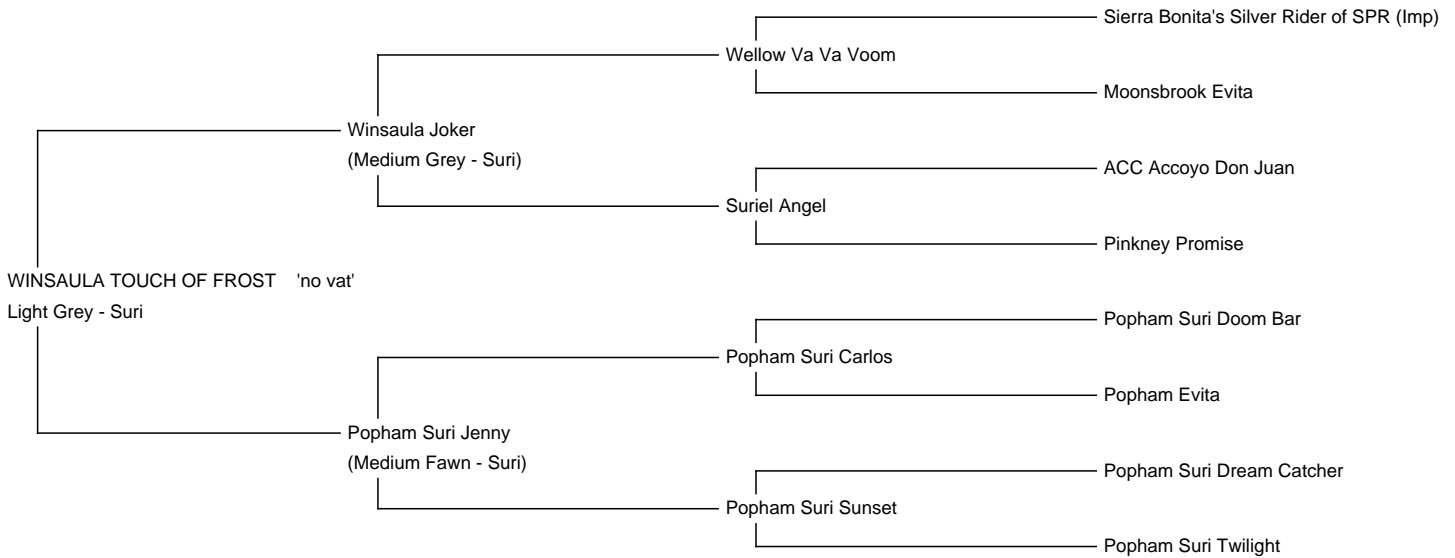 Sierra Bonita's Silver Rider of SPR (Imp)
Wellow Va Va Voom
Moonsbrook Evita
Winsaula Joker
(Medium Grey - Suri)
ACC Accoyo Don Juan
Suriel Angel
Pinkney Promise
WINSAULA TOUCH OF FROST 'no vat'
Light Grey - Suri
Popham Suri Doom Bar
Popham Suri Carlos
Popham Evita
Popham Suri Jenny
(Medium Fawn - Suri)
Popham Suri Dream Catcher
Popham Suri Sunset
Popham Suri Twilight